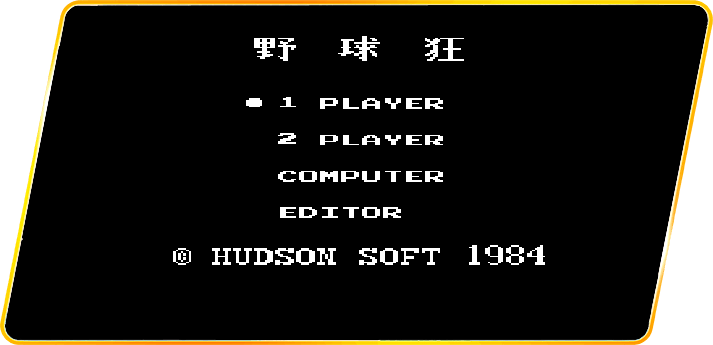 野球狂
1 PLAYER
2 PLAYER
COMPUTER
EDITOR
© HUDSON SOFT 1984